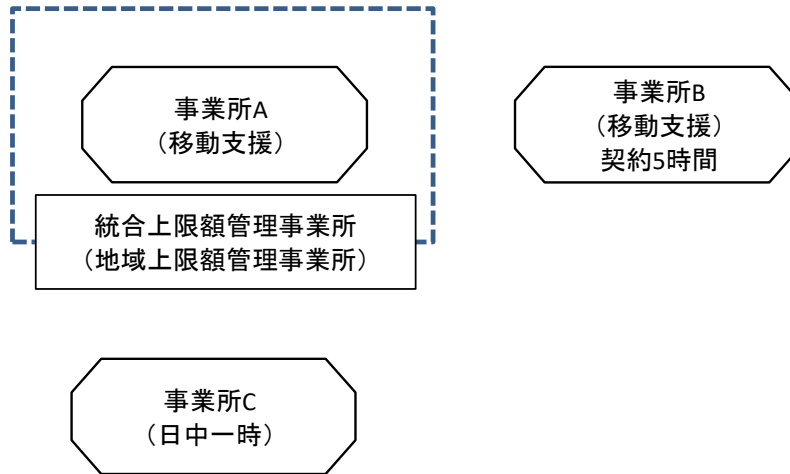 事業所A
（移動支援）
事業所B
（移動支援）
契約5時間
統合上限額管理事業所
（地域上限額管理事業所）
事業所C
（日中一時）